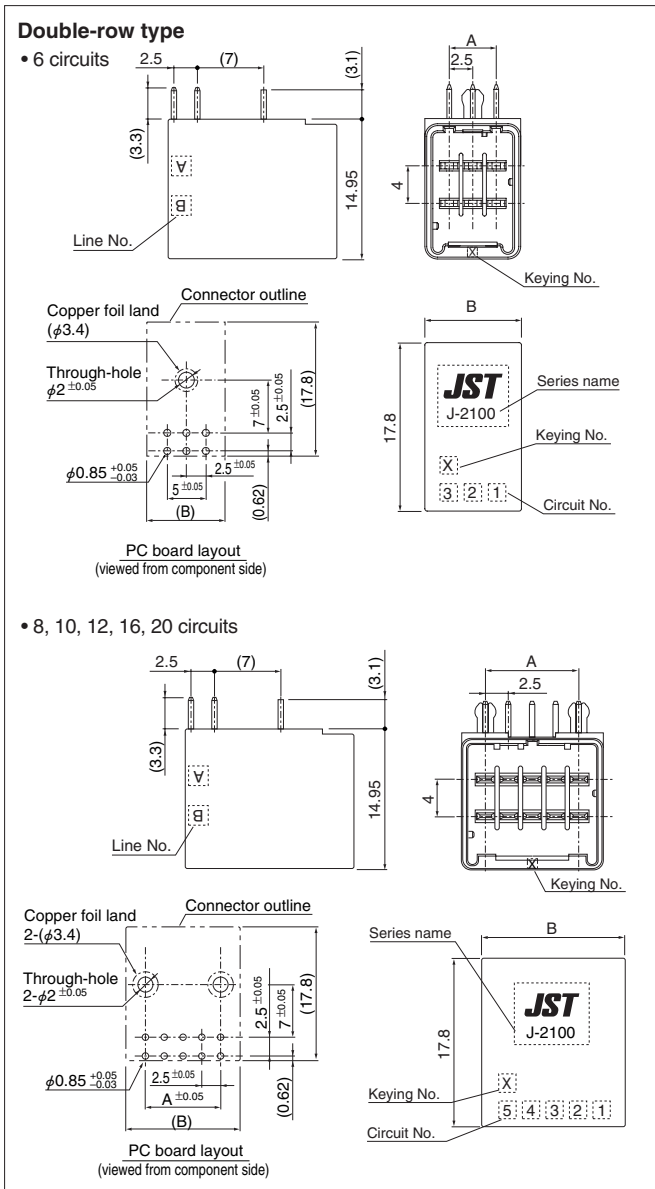 Double-row type
• 6 circuits
2.5
(7)
(3.1)
(3.3)
A
B
14.95
Line No.
A
2.5
4
X
Keying No.
Connector outline
Copper foil land
(φ3.4)
Through-hole
φ2 ±0.05
7 ±0.05
2.5 ±0.05
(17.8)
φ0.85 +0.05 -0.03
2.5 ±0.05
5 ±0.05
(0.62)
(B)
PC board layout
(viewed from component side)
B
17.8
JST
J-2100
Series name
X
Keying No.
3 2 1
Circuit No.
• 8, 10, 12, 16, 20 circuits
2.5
(7)
(3.1)
(3.3)
A
B
14.95
Line No.
A
2.5
4
X
Keying No.
Connector outline
Copper foil land
2-(φ3.4)
Through-hole
2-φ2 ±0.05
2.5 ±0.05
7 ±0.05
(17.8)
φ0.85 +0.05 -0.03
2.5 ±0.05
A ±0.05
(0.62)
(B)
PC board layout
(viewed from component side)
Series name
B
17.8
JST
J-2100
X
Keying No.
5 4 3 2 1
Circuit No.